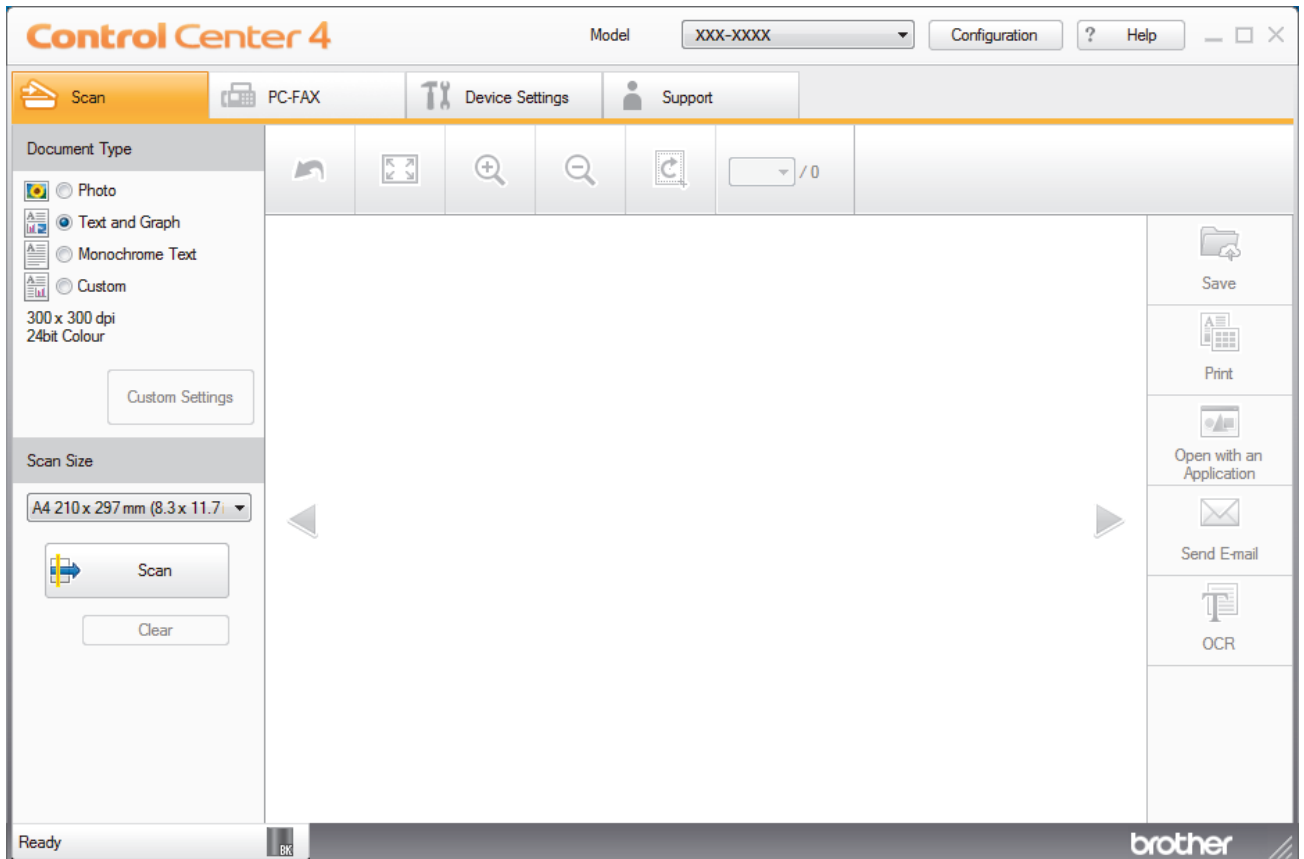 Control Center 4
Model XXX-XXXX Configuration ? Help
Scan PC-FAX Device Settings Support
Document Type
Photo
Text and Graph
Monochrome Text
Custom
300 x 300 dpi
24bit Colour
Custom Settings
Scan Size
A4 210 x 297 mm (8.3 x 11.7
Scan
Clear
/ 0
Save
Print
Open with an
Application
Send E-mail
OCR
Ready
BK
brother